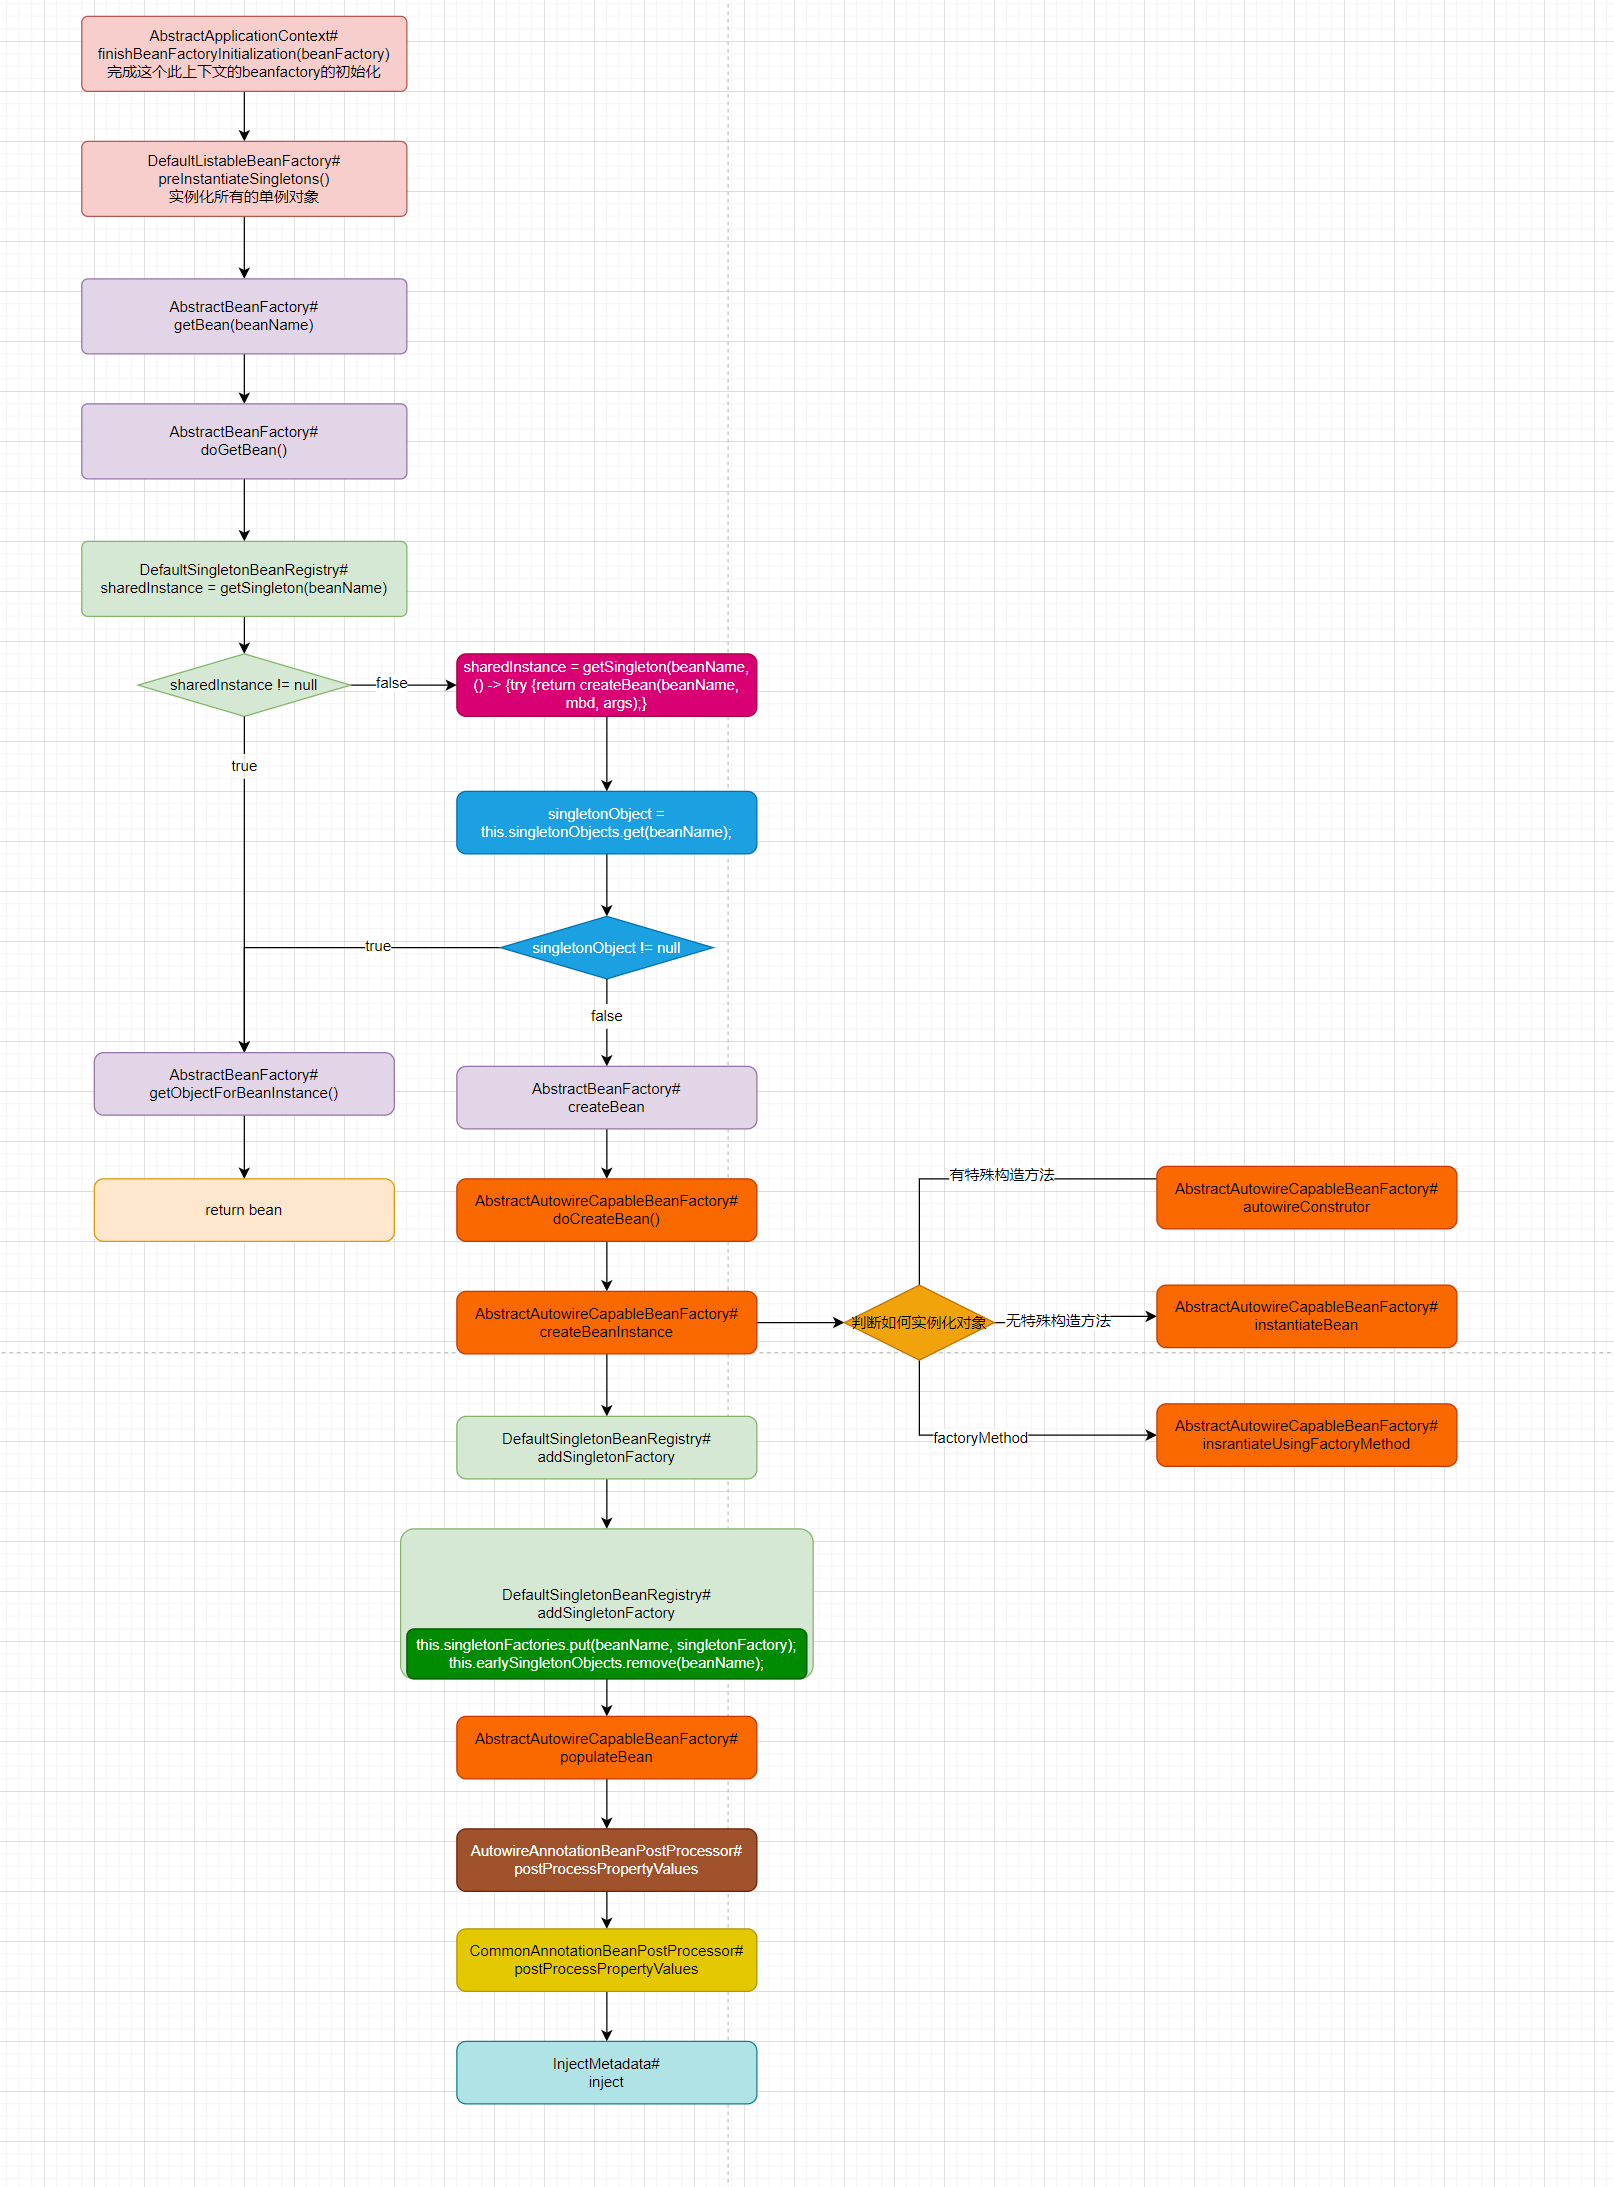 AbstractApplicationContext#
finishBeanFactoryInitialization(beanFactory)
完成这个此上下文的beanfactory的初始化
DefaultListableBeanFactory#
preInstantiateSingletons()
实例化所有的单例对象
AbstractBeanFactory#
getBean(beanName)
AbstractBeanFactory#
doGetBean()
DefaultSingletonBeanRegistry#
sharedInstance = getSingleton(beanName)
sharedInstance != null
false
sharedInstance = getSingleton(beanName,
() -> {try {return createBean(beanName,
mbd, args);}
true
singletonObject =
this.singletonObjects.get(beanName);
true
singletonObject != null
false
AbstractBeanFactory#
getObjectForBeanInstance()
AbstractBeanFactory#
createBean
return bean
AbstractAutowireCapableBeanFactory#
doCreateBean()
有特殊构造方法
AbstractAutowireCapableBeanFactory#
autowireConstrutor
AbstractAutowireCapableBeanFactory#
createBeanInstance
判断如何实例化对象
无特殊构造方法
AbstractAutowireCapableBeanFactory#
instantiateBean
factoryMethod
AbstractAutowireCapableBeanFactory#
insrantiateUsingFactoryMethod
DefaultSingletonBeanRegistry#
addSingletonFactory
DefaultSingletonBeanRegistry#
addSingletonFactory
this.singletonFactories.put(beanName, singletonFactory);
this.earlySingletonObjects.remove(beanName);
AbstractAutowireCapableBeanFactory#
populateBean
AutowireAnnotationBeanPostProcessor#
postProcessPropertyValues
CommonAnnotationBeanPostProcessor#
postProcessPropertyValues
InjectMetadata#
inject